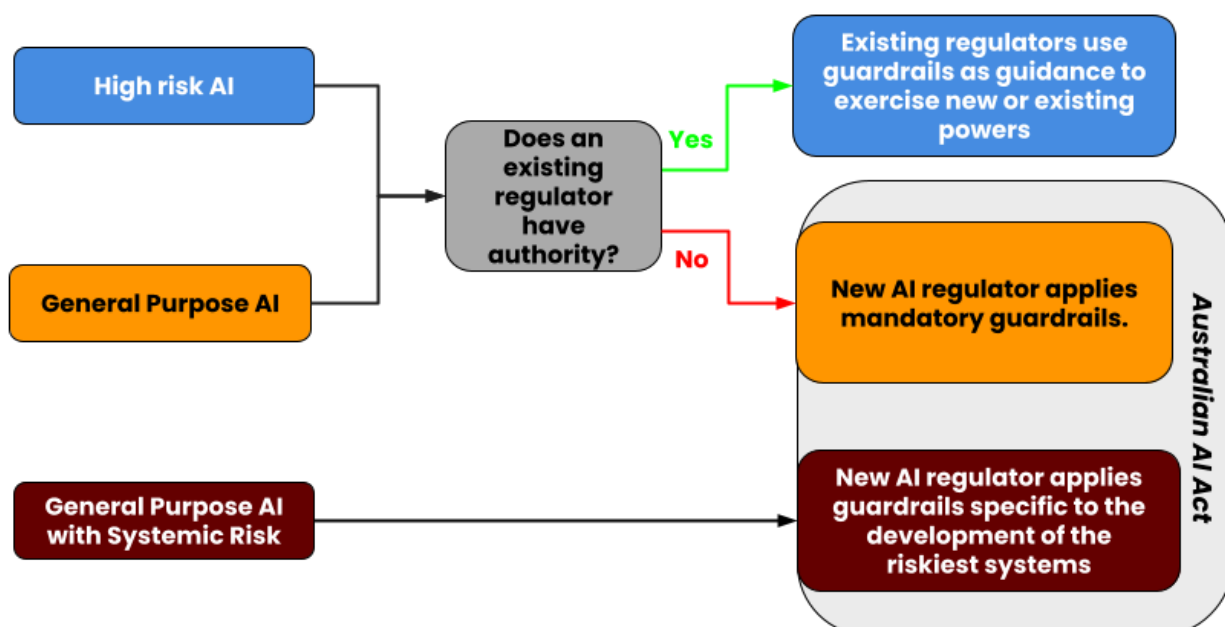 High risk AI
Existing regulators use
guardrails as guidance to
exercise new or existing
powers
Does an
existing
regulator
have
authority?
Yes
No
General Purpose AI
New AI regulator applies
mandatory guardrails.
Australian AI Act
General Purpose AI
with Systemic Risk
New AI regulator applies
guardrails specific to the
development of the
riskiest systems